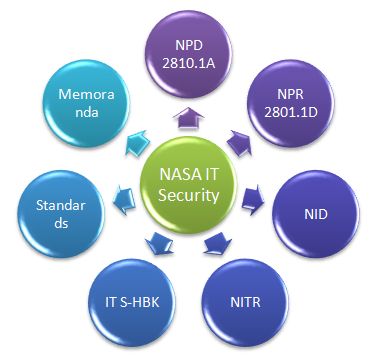 NPD
2810.1A
NPR
2801.1D
NID
NITR
IT S-HBK
Standar
ds
Memora
nda
NASA IT
Security